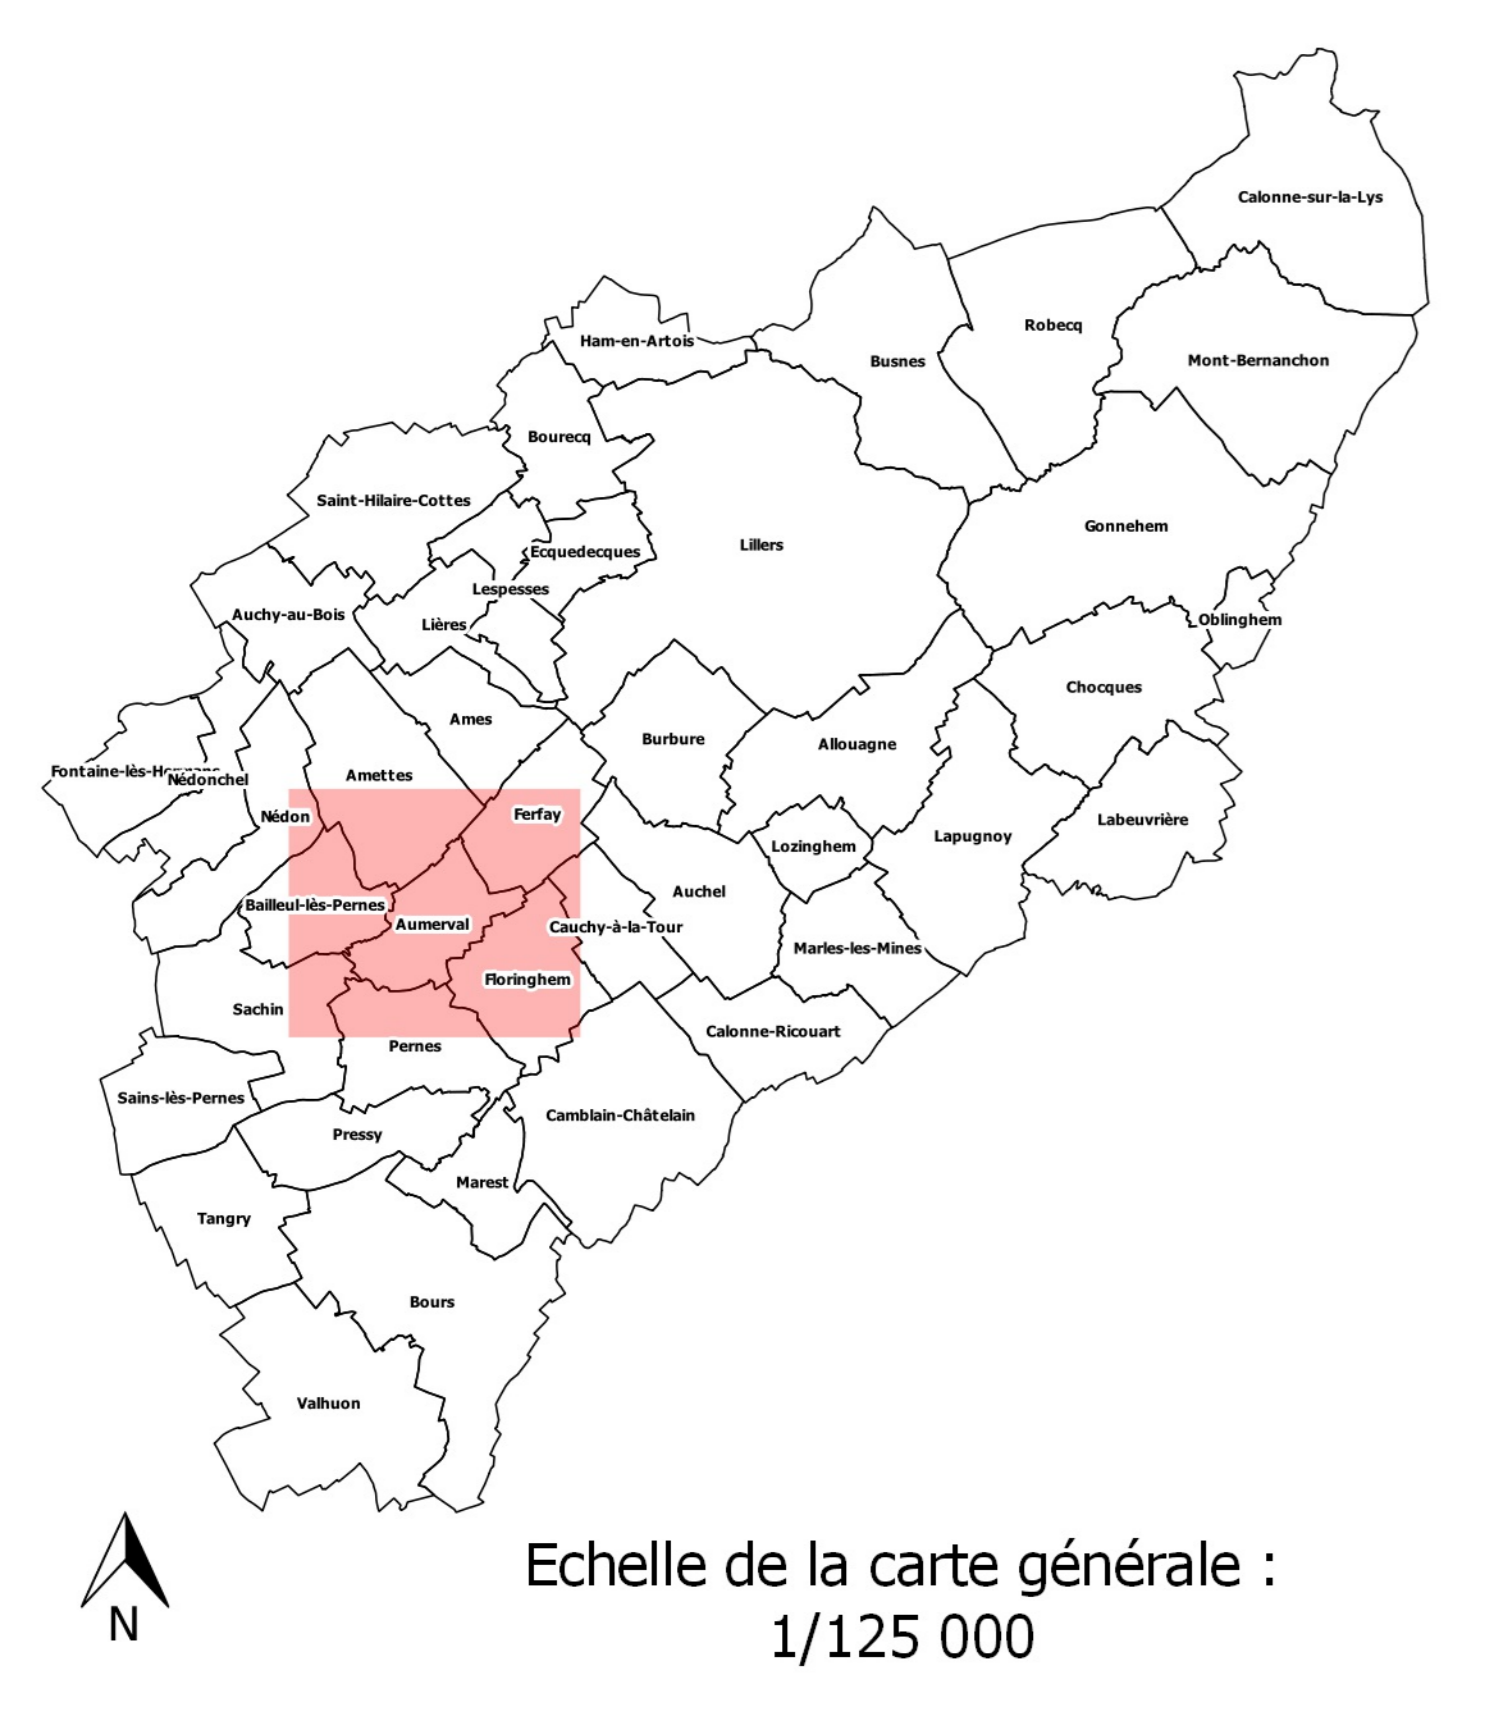 Calonne-sur-la-Lys
Robecq
Ham-en-Artois
Busnes
Mont-Bernanchon
Bourecq
Saint-Hilaire-Cottes
Gonnehem
Lillers
Ecquedecques
Lespesses
Auchy-au-Bois
Lières
Oblinghem
Chocques
Ames
Burbure
Allouagne
Fontaine-lès-Hermans
Nédonchel
Amettes
Nédon
Ferfay
Labeuvrière
Lapugnoy
Lozinghem
Auchel
Bailleul-lès-Pernes
Aumerval
Cauchy-à-la-Tour
Marles-les-Mines
Floringhem
Sachin
Calonne-Ricouart
Pernes
Sains-lès-Pernes
Camblain-Châtelain
Pressy
Marest
Tangry
Bours
Valhuon
Echelle de la carte générale :
1/125 000
N